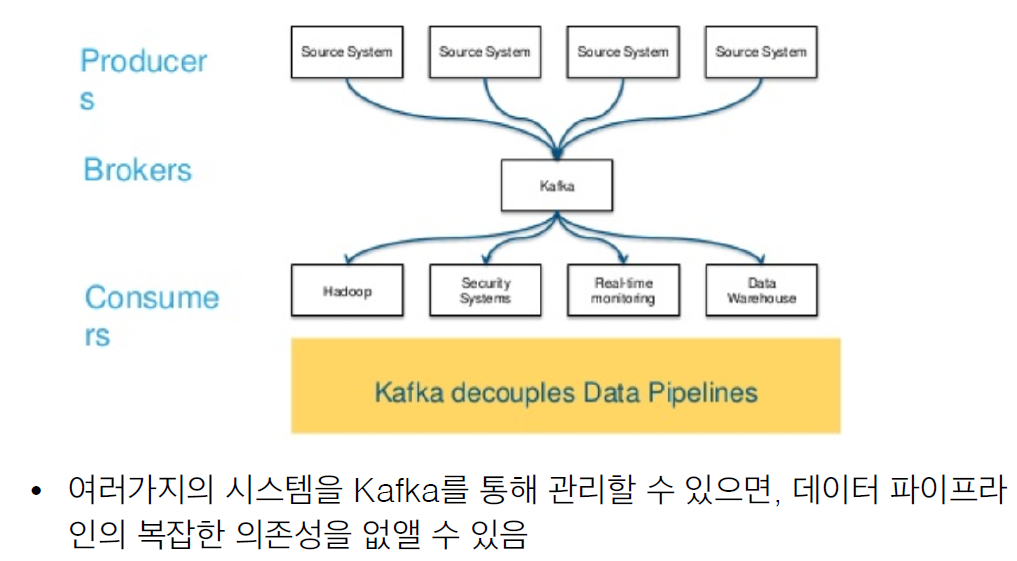 Producer
s
Source System
Source System
Source System
Source System
Brokers
Kafka
Consume
rs
Hadoop
Security
Systems
Real-time
monitoring
Data
Warehouse
Kafka decouples Data Pipelines
• 여러가지의 시스템을 Kafka를 통해 관리할 수 있으면, 데이터 파이프라
인의 복잡한 의존성을 없앨 수 있음